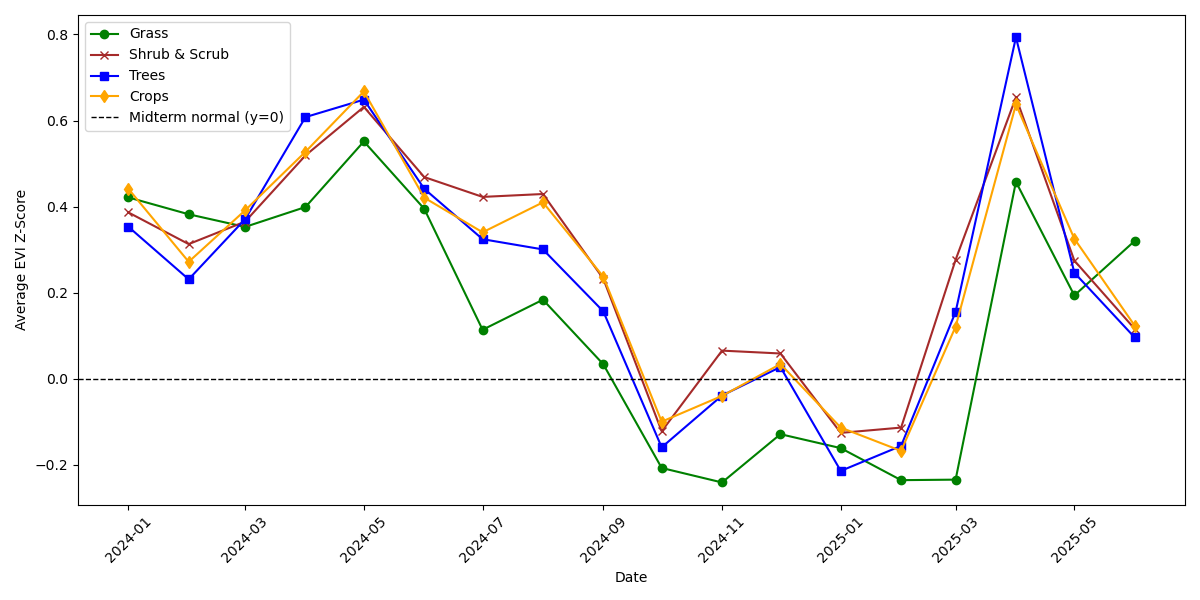 Grass
Shrub & Scrub
Trees
Crops
Midterm normal (y=0)
Average EVI Z-Score
0.8
0.6
0.4
0.2
0.0
−0.2
2024-01
2024-03
2024-05
2024-07
2024-09
2024-11
2025-01
2025-03
2025-05
Date